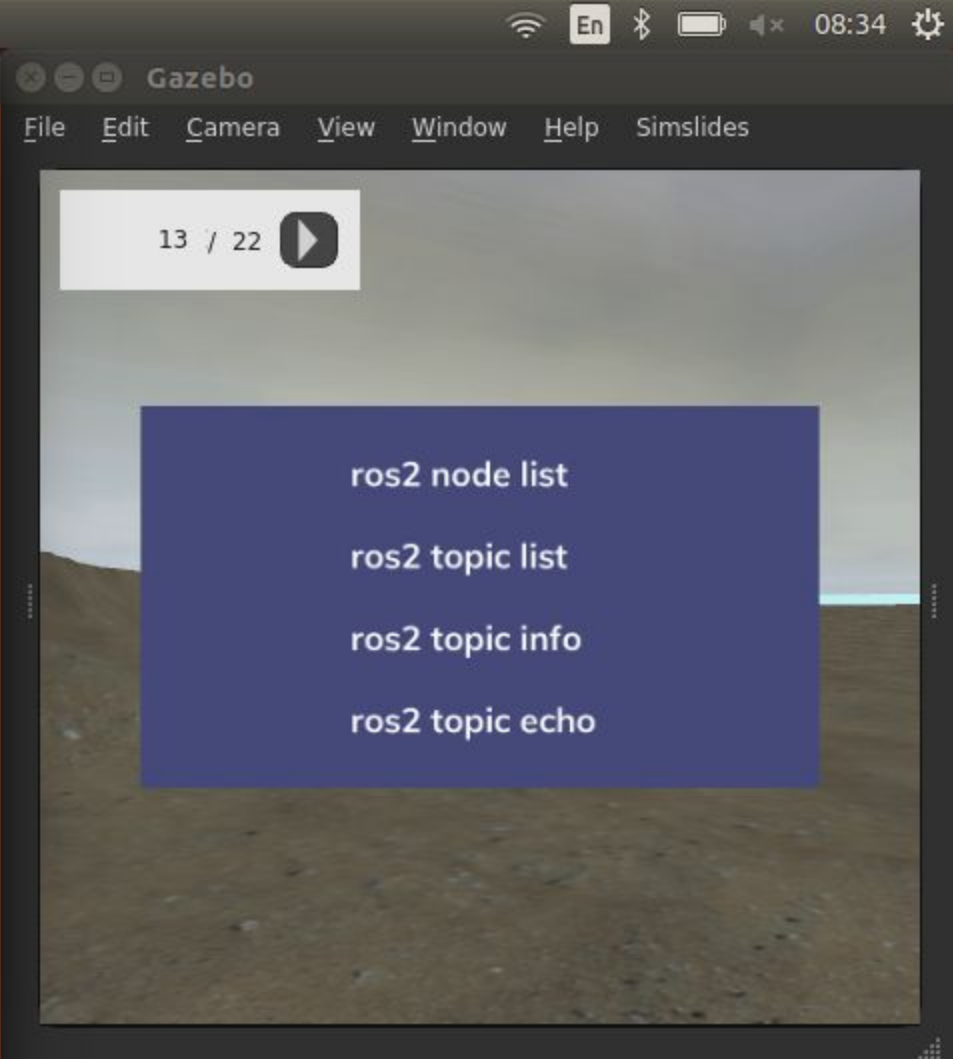 En 08:34
Gazebo
File Edit Camera View Window Help Simslides
13 / 22
ros2 node list
ros2 topic list
ros2 topic info
ros2 topic echo